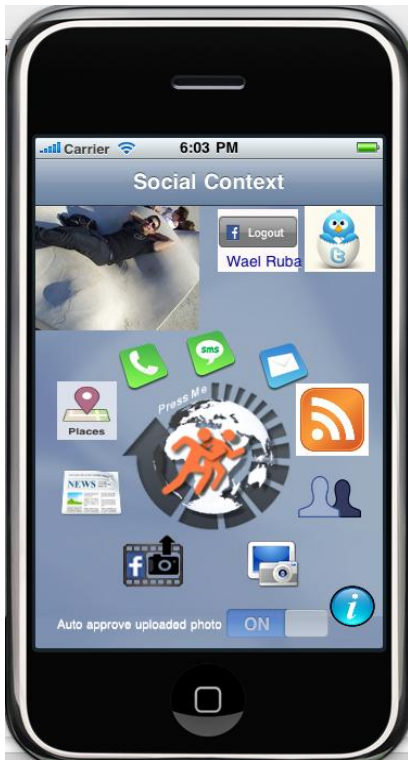 Carrier
6:03 PM
Social Context
f Logout
Wael Ruba
t
sms
Press Me
Places
NEWS
f
Auto approve uploaded photo
ON
i